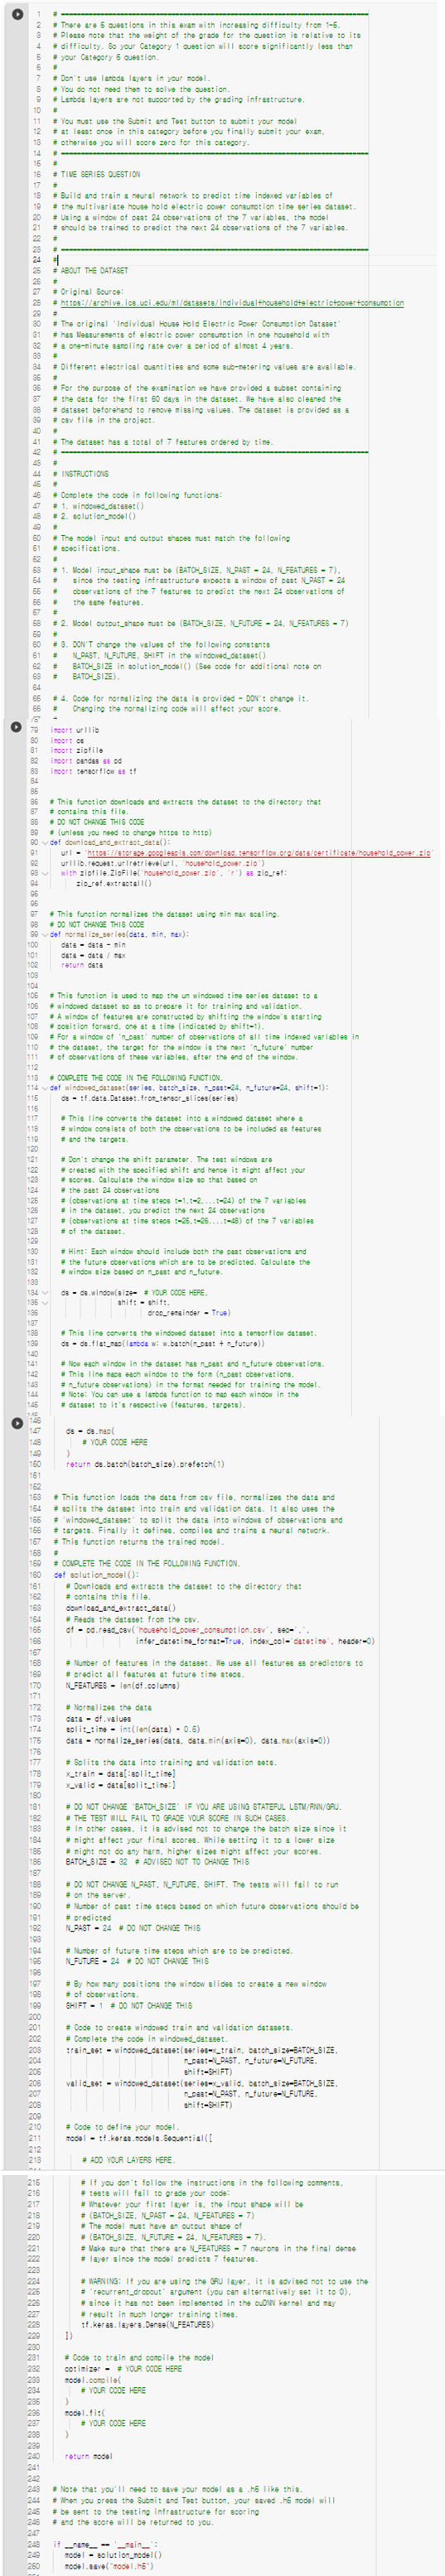 1 # ======================================================================
2 # There are 5 questions in this exam with increasing difficulty from 1-5.
3 # Please note that the weight of the grade for the question is relative to its
4 # difficulty. So your Category 1 question will score significantly less than
5 # your Category 5 question.
6 #
7 # Don't use lambda layers in your model.
8 # You do not need them to solve the question.
9 # Lambda layers are not supported by the grading infrastructure.
10 #
11 # You must use the Submit and Test button to submit your model
12 # at least once in this category before you finally submit your exam,
13 # otherwise you will score zero for this category.
14 # ======================================================================
15 #
16 # TIME SERIES QUESTION
17 #
18 # Build and train a neural network to predict time indexed variables of
19 # the multivariate house hold electric power consumption time series dataset.
20 # Using a window of past 24 observations of the 7 variables, the model
21 # should be trained to predict the next 24 observations of the 7 variables.
22 #
23 # ======================================================================
24 #
25 # ABOUT THE DATASET
26 #
27 # Original Source:
28 # https://archive.ics.uci.edu/ml/datasets/individual+household+electric+power+consumption
29 #
30 # The original 'Individual House Hold Electric Power Consumption Dataset'
31 # has Measurements of electric power consumption in one household with
32 # a one-minute sampling rate over a period of almost 4 years.
33 #
34 # Different electrical quantities and some sub-metering values are available.
35 #
36 # For the purpose of the examination we have provided a subset containing
37 # the data for the first 60 days in the dataset. We have also cleaned the
38 # dataset beforehand to remove missing values. The dataset is provided as a
39 # csv file in the project.
40 #
41 # The dataset has a total of 7 features ordered by time.
42 # ======================================================================
43 #
44 # INSTRUCTIONS
45 #
46 # Complete the code in following functions:
47 # 1. windowed_dataset()
48 # 2. solution_model()
49 #
50 # The model input and output shapes must match the following
51 # specifications.
52 #
53 # 1. Model input_shape must be (BATCH_SIZE, N_PAST = 24, N_FEATURES = 7),
54 # since the testing infrastructure expects a window of past N_PAST = 24
55 # observations of the 7 features to predict the next 24 observations of
56 # the same features.
57 #
58 # 2. Model output_shape must be (BATCH_SIZE, N_FUTURE = 24, N_FEATURES = 7)
59 #
60 # 3. DON'T change the values of the following constants
61 # N_PAST, N_FUTURE, SHIFT in the windowed_dataset()
62 # BATCH_SIZE in solution_model() (See code for additional note on
63 # BATCH_SIZE).
64
65 # 4. Code for normalizing the data is provided - DON'T change it.
66 # Changing the normalizing code will affect your score.
79 import urllib
80 import os
81 import zipfile
82 import pandas as pd
83 import tensorflow as tf
84
85
86 # This function downloads and extracts the dataset to the directory that
87 # contains this file.
88 # DO NOT CHANGE THIS CODE
89 # (unless you need to change https to http)
90 def download_and_extract_data():
91 url = 'https://storage.googleapis.com/download.tensorflow.org/data/certificate/household_power.zip'
92 urllib.request.urlretrieve(url, 'household_power.zip')
93 with zipfile.ZipFile('household_power.zip', 'r') as zip_ref:
94 zip_ref.extractall()
95
96
97 # This function normalizes the dataset using min max scaling.
98 # DO NOT CHANGE THIS CODE
99 def normalize_series(data, min, max):
100 data = data - min
101 data = data / max
102 return data
103
104
105 # This function is used to map the un windowed time series dataset to a
106 # windowed dataset so as to prepare it for training and validation.
107 # A window of features are constructed by shifting the window's starting
108 # position forward, one at a time (indicated by shift=1).
109 # For a window of 'n_past' number of observations of all time indexed variables in
110 # the dataset, the target for the window is the next 'n_future' number
111 # of observations of these variables, after the end of the window.
112
113 # COMPLETE THE CODE IN THE FOLLOWING FUNCTION.
114 def windowed_dataset(series, batch_size, n_past=24, n_future=24, shift=1):
115 ds = tf.data.Dataset.from_tensor_slices(series)
116
117 # This line converts the dataset into a windowed dataset where a
118 # window consists of both the observations to be included as features
119 # and the targets.
120
121 # Don't change the shift parameter. The test windows are
122 # created with the specified shift and hence it might affect your
123 # scores. Calculate the window size so that based on
124 # the past 24 observations
125 # (observations at time steps t=1,t=2,...t=24) of the 7 variables
126 # in the dataset, you predict the next 24 observations
127 # (observations at time steps t=25,t=26....t=48) of the 7 variables
128 # of the dataset.
129
130 # Hint: Each window should include both the past observations and
131 # the future observations which are to be predicted. Calculate the
132 # window size based on n_past and n_future.
133
134 ds = ds.window(size= # YOUR CODE HERE,
135 shift = shift,
136 drop_remainder = True)
137
138 # This line converts the windowed dataset into a tensorflow dataset.
139 ds = ds.flat_map(lambda w: w.batch(n_past + n_future))
140
141 # Now each window in the dataset has n_past and n_future observations.
142 # This line maps each window to the form (n_past observations,
143 # n_future observations) in the format needed for training the model.
144 # Note: You can use a lambda function to map each window in the
145 # dataset to it's respective (features, targets).
146
147 ds = ds.map(
148 # YOUR CODE HERE
149 )
150 return ds.batch(batch_size).prefetch(1)
151
152
153 # This function loads the data from csv file, normalizes the data and
154 # splits the dataset into train and validation data. It also uses the
155 # 'windowed_dataset' to split the data into windows of observations and
156 # targets. Finally it defines, compiles and trains a neural network.
157 # This function returns the trained model.
158 #
159 # COMPLETE THE CODE IN THE FOLLOWING FUNCTION.
160 def solution_model():
161 # Downloads and extracts the dataset to the directory that
162 # contains this file.
163 download_and_extract_data()
164 # Reads the dataset from the csv.
165 df = pd.read_csv('household_power_consumption.csv', sep=',',
166 infer_datetime_format=True, index_col='datetime', header=0)
167
168 # Number of features in the dataset. We use all features as predictors to
169 # predict all features at future time steps.
170 N_FEATURES = len(df.columns)
171
172 # Normalizes the data
173 data = df.values
174 split_time = int(len(data) * 0.5)
175 data = normalize_series(data, data.min(axis=0), data.max(axis=0))
176
177 # Splits the data into training and validation sets.
178 x_train = data[:split_time]
179 x_valid = data[split_time:]
180
181 # DO NOT CHANGE 'BATCH_SIZE' IF YOU ARE USING STATEFUL LSTM/RNN/GRU.
182 # THE TEST WILL FAIL TO GRADE YOUR SCORE IN SUCH CASES.
183 # In other cases, it is advised not to change the batch size since it
184 # might affect your final scores. While setting it to a lower size
185 # might not do any harm, higher sizes might affect your scores.
186 BATCH_SIZE = 32 # ADVISED NOT TO CHANGE THIS
187
188 # DO NOT CHANGE N_PAST, N_FUTURE, SHIFT. The tests will fail to run
189 # on the server.
190 # Number of past time steps based on which future observations should be
191 # predicted
192 N_PAST = 24 # DO NOT CHANGE THIS
193
194 # Number of future time steps which are to be predicted.
195 N_FUTURE = 24 # DO NOT CHANGE THIS
196
197 # By how many positions the window slides to create a new window
198 # of observations.
199 SHIFT = 1 # DO NOT CHANGE THIS
200
201 # Code to create windowed train and validation datasets.
202 # Complete the code in windowed_dataset.
203 train_set = windowed_dataset(series=x_train, batch_size=BATCH_SIZE,
204 n_past=N_PAST, n_future=N_FUTURE,
205 shift=SHIFT)
206 valid_set = windowed_dataset(series=x_valid, batch_size=BATCH_SIZE,
207 n_past=N_PAST, n_future=N_FUTURE,
208 shift=SHIFT)
209
210 # Code to define your model.
211 model = tf.keras.models.Sequential([
212
213 # ADD YOUR LAYERS HERE.
215 # If you don't follow the instructions in the following comments,
216 # tests will fail to grade your code:
217 # Whatever your first layer is, the input shape will be
218 # (BATCH_SIZE, N_PAST = 24, N_FEATURES = 7)
219 # The model must have an output shape of
220 # (BATCH_SIZE, N_FUTURE = 24, N_FEATURES = 7).
221 # Make sure that there are N_FEATURES = 7 neurons in the final dense
222 # layer since the model predicts 7 features.
223
224 # WARNING: If you are using the GRU layer, it is advised not to use the
225 # 'recurrent_dropout' argument (you can alternatively set it to 0),
226 # since it has not been implemented in the cuDNN kernel and may
227 # result in much longer training times.
228 tf.keras.layers.Dense(N_FEATURES)
229 ])
230
231 # Code to train and compile the model
232 optimizer = # YOUR CODE HERE
233 model.compile(
234 # YOUR CODE HERE
235 )
236 model.fit(
237 # YOUR CODE HERE
238 )
239
240 return model
241
242
243 # Note that you'll need to save your model as a .h5 like this.
244 # When you press the Submit and Test button, your saved .h5 model will
245 # be sent to the testing infrastructure for scoring
246 # and the score will be returned to you.
247
248 if __name__ == '__main__':
249 model = solution_model()
250 model.save('model.h5')